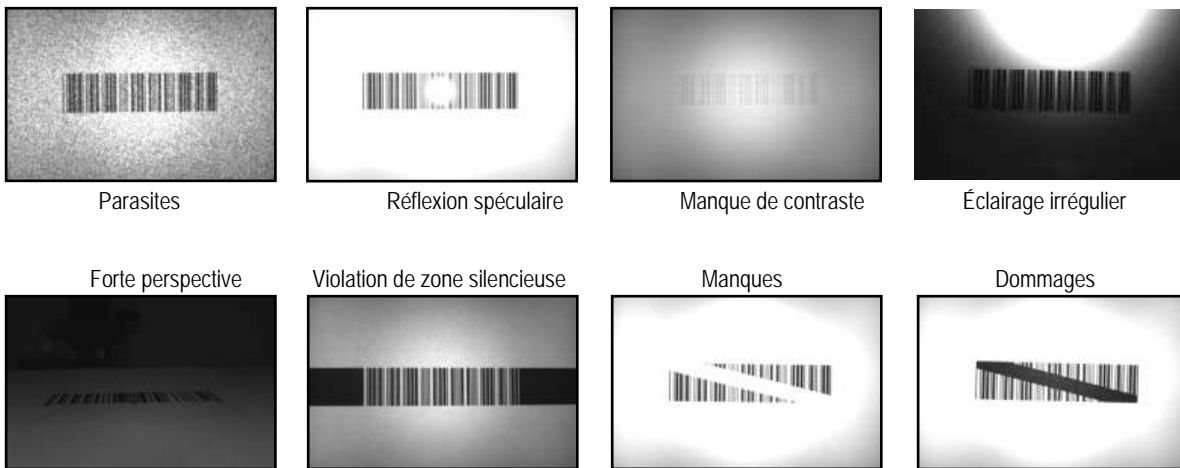 Parasites
Réflexion spéculaire
Manque de contraste
Éclairage irrégulier
Forte perspective
Violation de zone silencieuse
Manques
Dommages